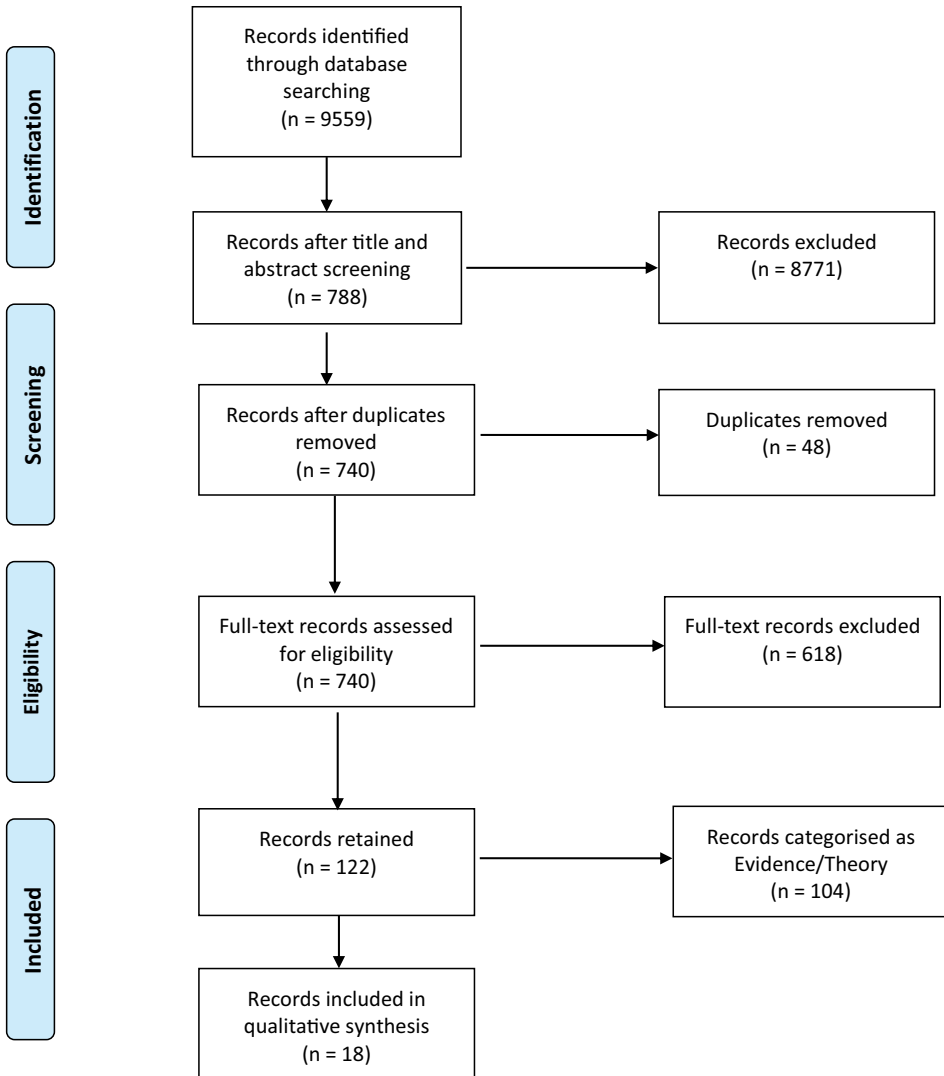 Identification
Records identified
through database
searching
(n = 9559)
Records after title and
abstract screening
(n = 788)
Records excluded
(n = 8771)
Screening
Records after duplicates
removed
(n = 740)
Duplicates removed
(n = 48)
Eligibility
Full-text records assessed
for eligibility
(n = 740)
Full-text records excluded
n = 618)
Included
Records retained
(n = 122)
Records categorised as
Evidence/Theory
(n = 104)
Records included in
qualitative synthesis
(n = 18)